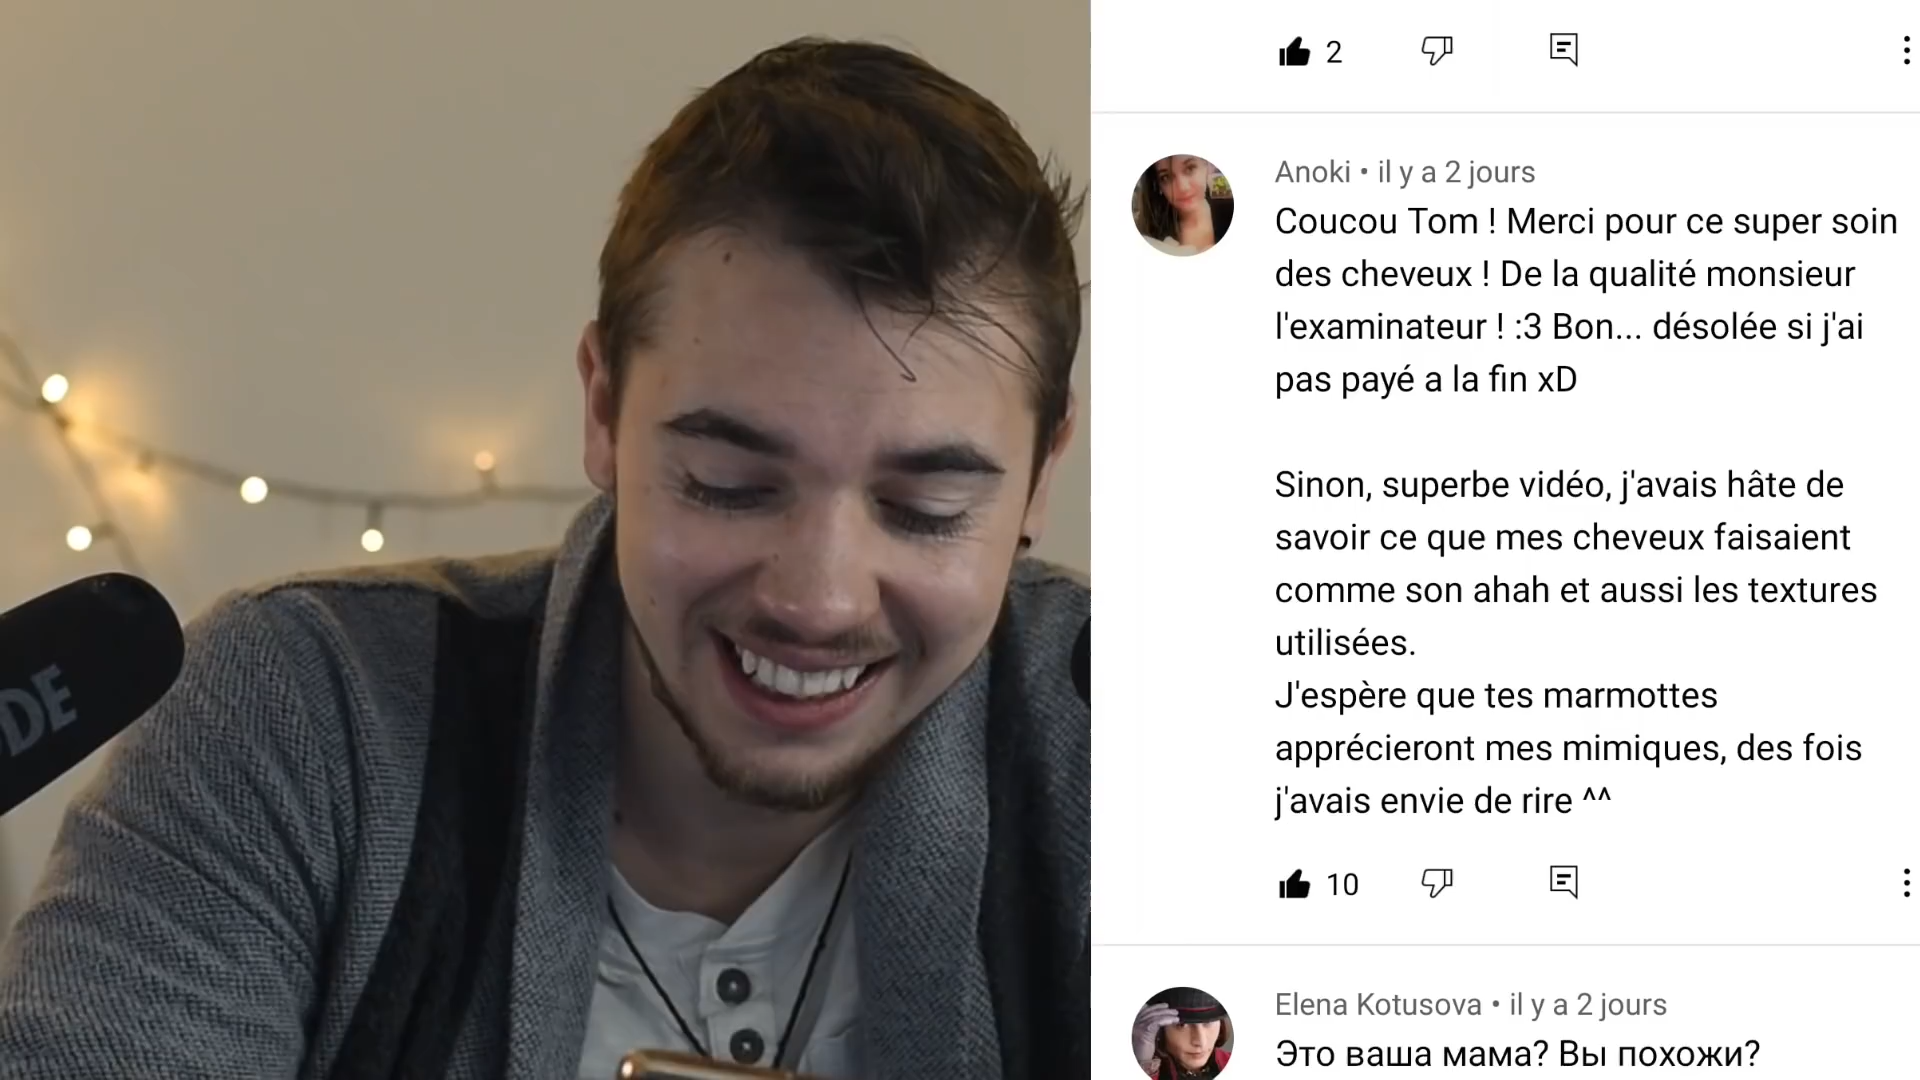 2
Anoki • il y a 2 jours
Coucou Tom ! Merci pour ce super soin
des cheveux ! De la qualité monsieur
l'examinateur ! :3 Bon... désolée si j'ai
pas payé a la fin xD
Sinon, superbe vidéo, j'avais hâte de
savoir ce que mes cheveux faisaient
comme son ahah et aussi les textures
utilisées.
J'espère que tes marmottes
apprécieront mes mimiques, des fois
j'avais envie de rire ^^
10
Elena Kotusova • il y a 2 jours
Это ваша мама? Вы похожи?